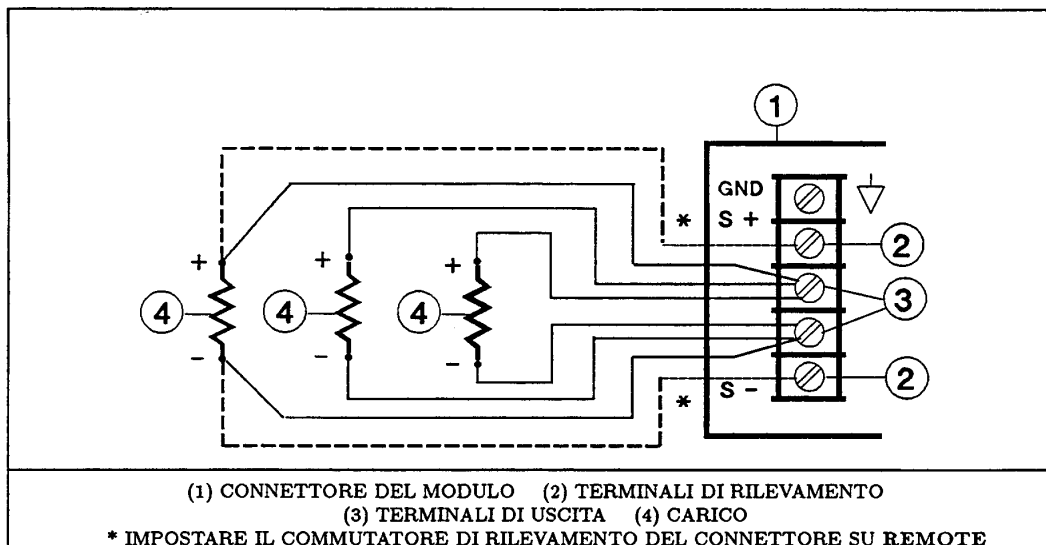 1
GND
* S +
2
+ + +
4 4 4
3
- - -
* S -
2
(1) CONNETTORE DEL MODULO (2) TERMINALI DI RILEVAMENTO
(3) TERMINALI DI USCITA (4) CARICO
* IMPOSTARE IL COMMUTATORE DI RILEVAMENTO DEL CONNETTORE SU REMOTE